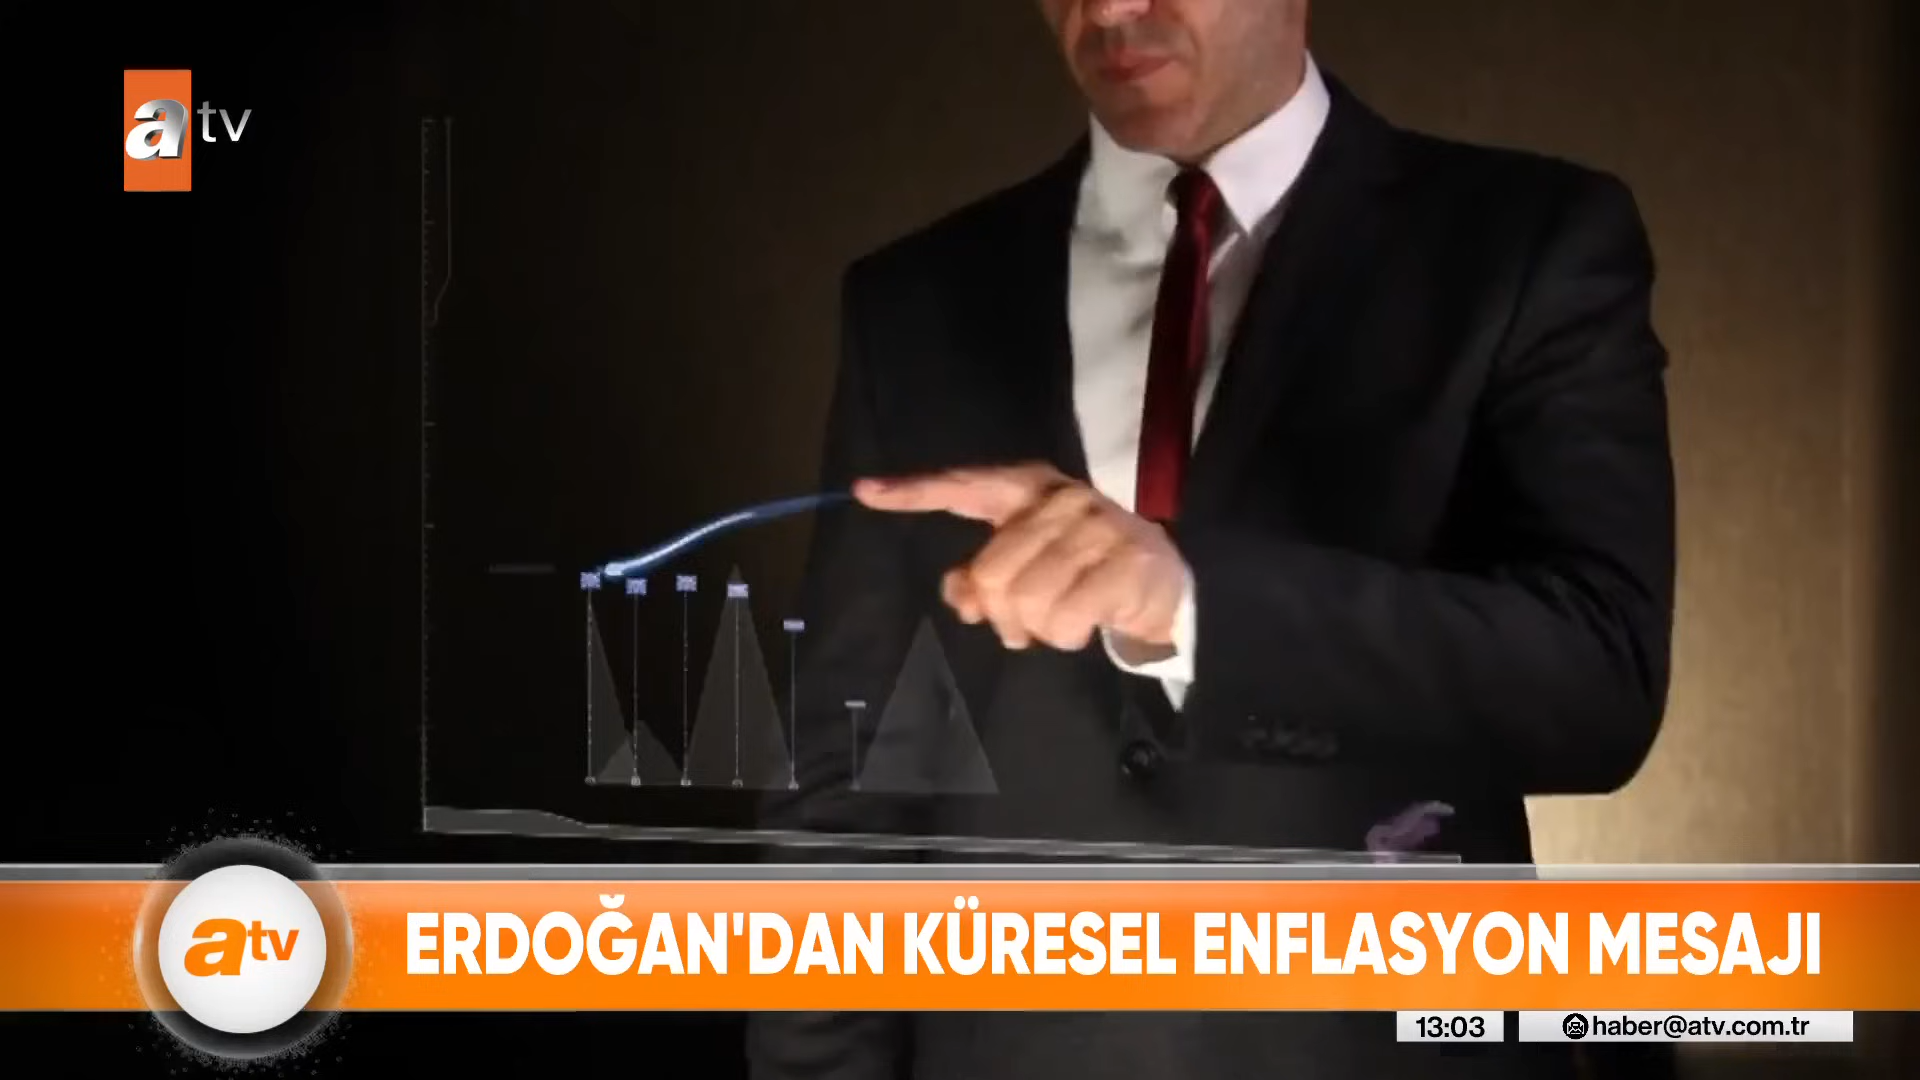 atv
atv
ERDOĞAN'DAN KÜRESEL ENFLASYON MESAJI
13:03
haber@atv.com.tr